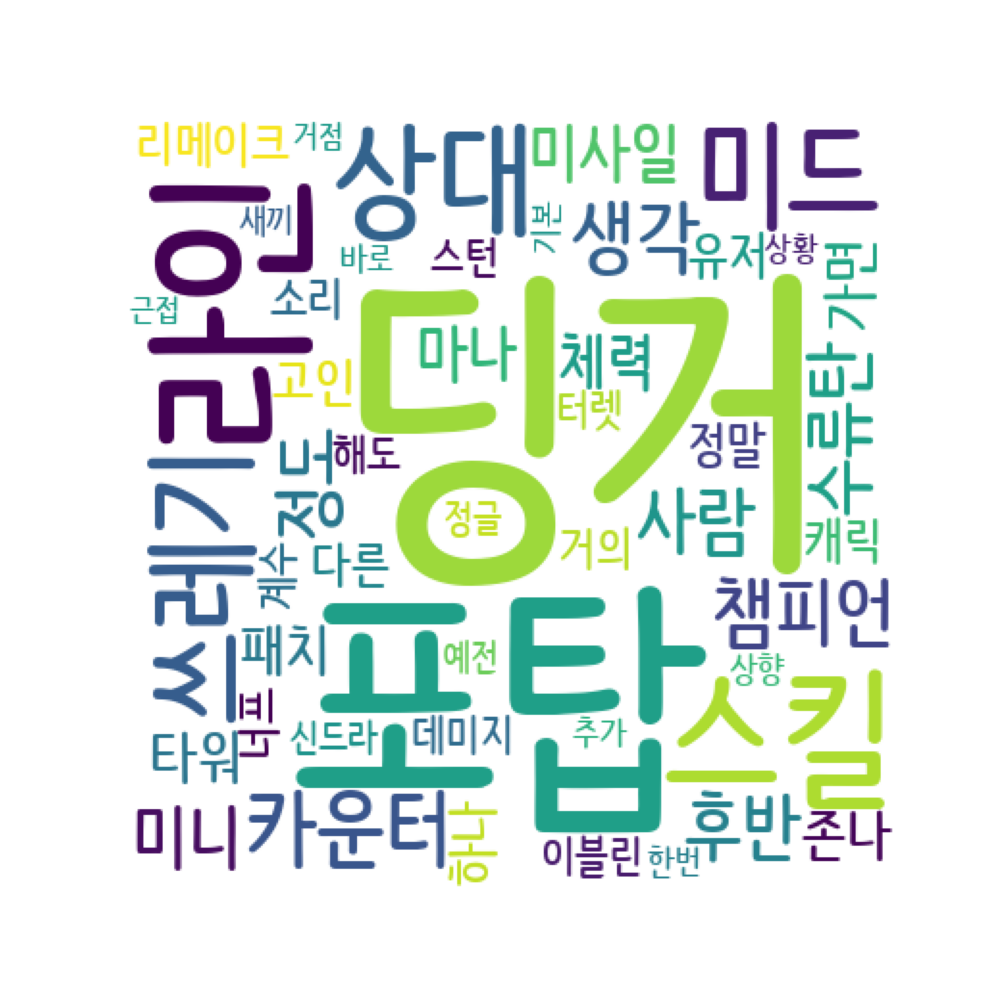 리메이크
거점
상대
미사일
미드
라인
새끼
바로
스턴
기본
생각
유저
상황
가면
근접
소리
딩거
고인
마나
체력
터렛
수류탄
정말
쓰레기
정도
해도
정글
거의
사람
캐릭
계수
다른
포탑
챔피언
패치
예전
상향
스킬
너프
타워
신드라
데미지
추가
미니
카운터
하나
이블린
한번
후반
존나